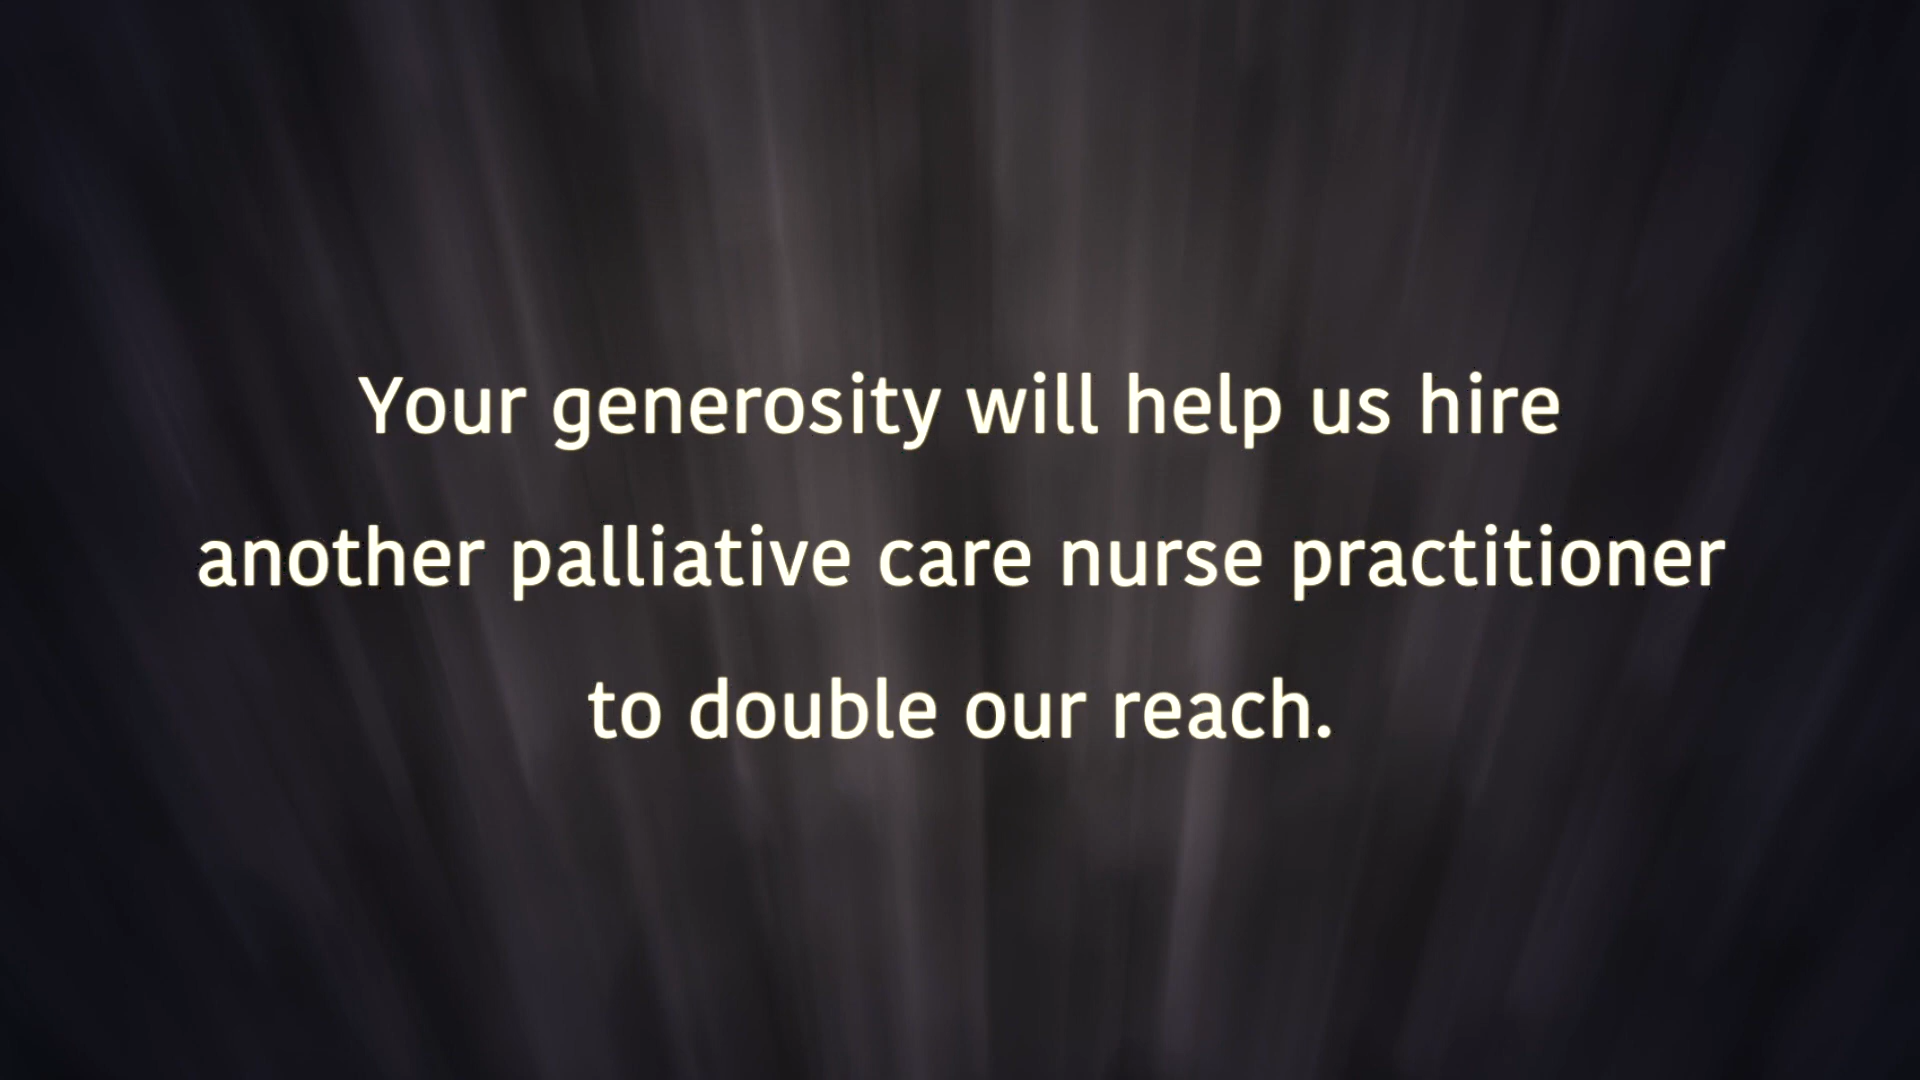 Your generosity will help us hire
another palliative care nurse practitioner
to double our reach.